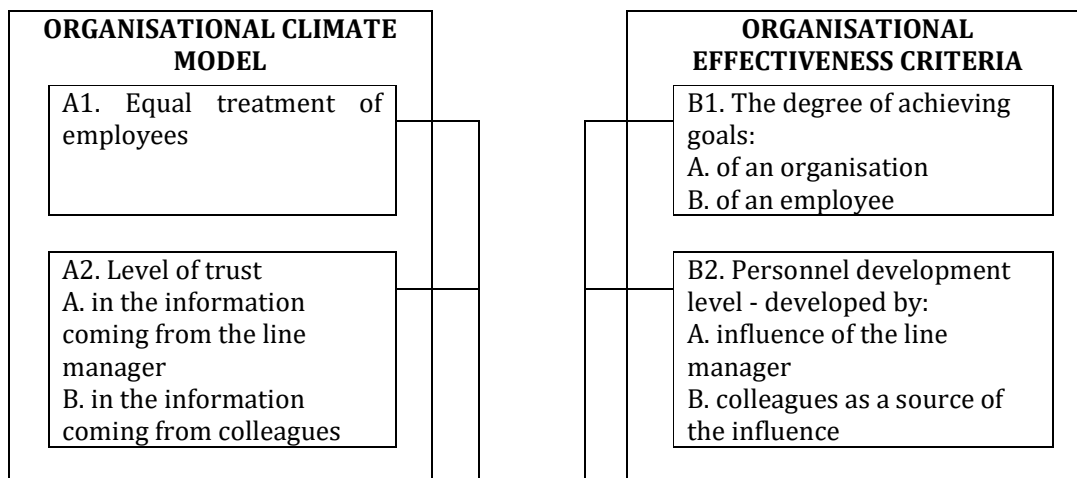 ORGANISATIONAL CLIMATE
MODEL
A1. Equal treatment of
employees
A2. Level of trust
A. in the information
coming from the line
manager
B. in the information
coming from colleagues
ORGANISATIONAL
EFFECTIVENESS CRITERIA
B1. The degree of achieving
goals:
A. of an organisation
B. of an employee
B2. Personnel development
level - developed by:
A. influence of the line
manager
B. colleagues as a source of
the influence